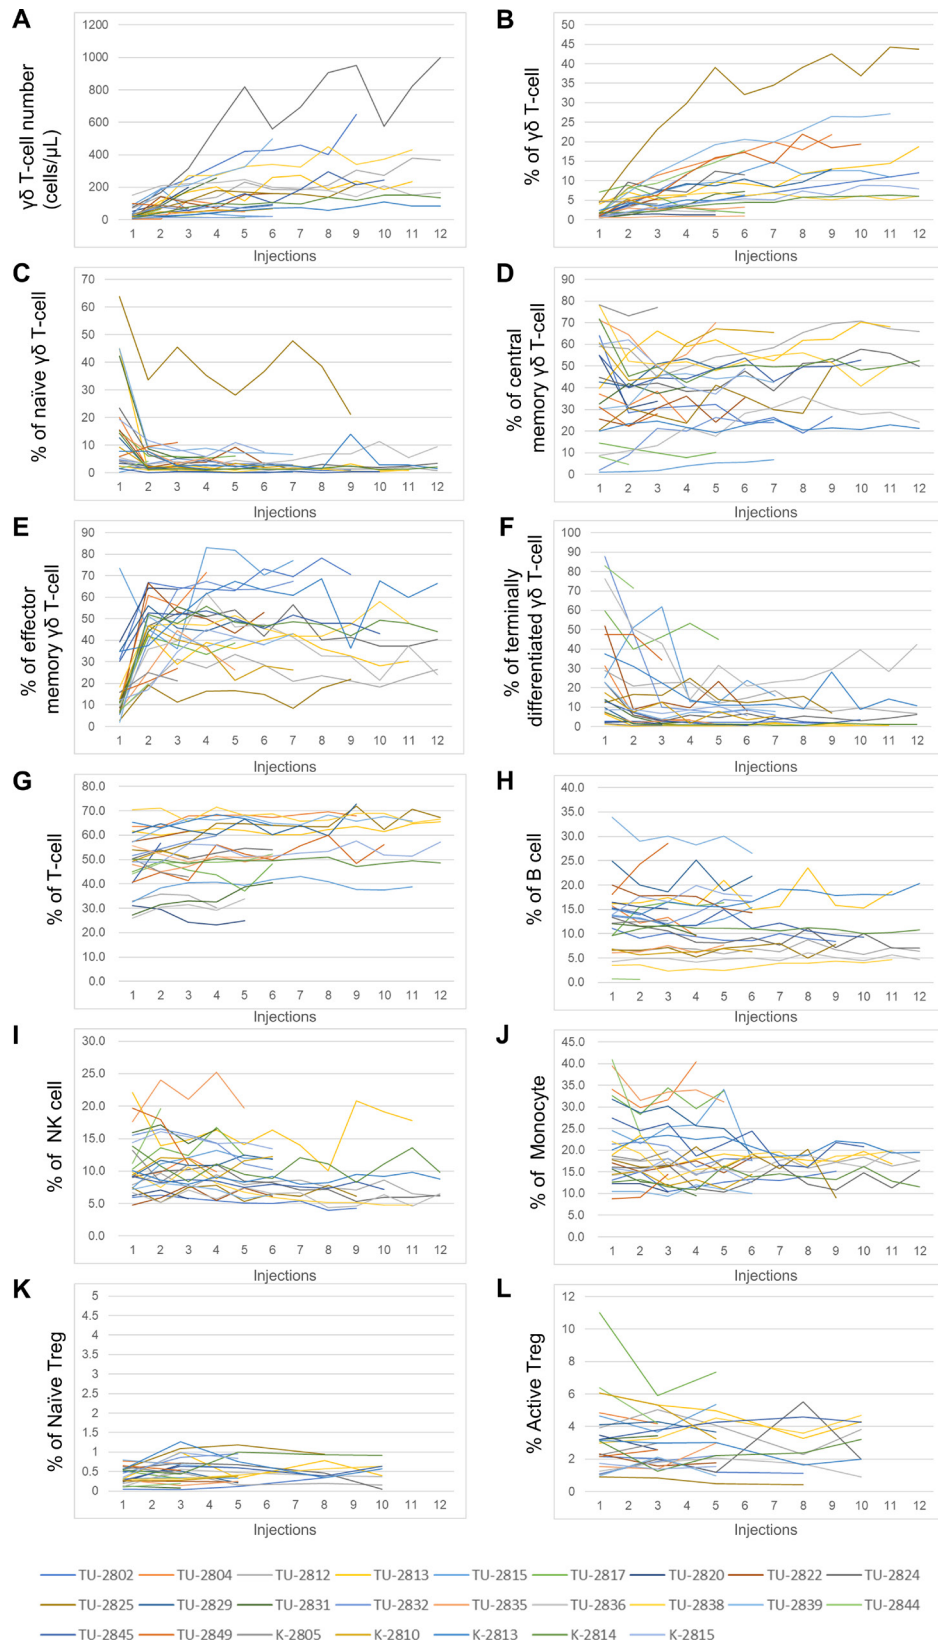 A
γδ T-cell number
(cells/μL)
1200
1000
800
600
400
200
0
1 2 3 4 5 6 7 8 9 10 11 12
Injections
B
% of γδ T-cell
50
45
40
35
30
25
20
15
10
5
0
1 2 3 4 5 6 7 8 9 10 11 12
Injections
C
% of naïve γδ T-cell
70
60
50
40
30
20
10
0
1 2 3 4 5 6 7 8 9 10 11 12
Injections
D
% of central
memory γδ T-cell
90
80
70
60
50
40
30
20
10
0
1 2 3 4 5 6 7 8 9 10 11 12
Injections
E
% of effector
memory γδ T-cell
90
80
70
60
50
40
30
20
10
0
1 2 3 4 5 6 7 8 9 10 11 12
Injections
F
% of terminally
differentiated γδ T-cell
100
90
80
70
60
50
40
30
20
10
0
1 2 3 4 5 6 7 8 9 10 11 12
Injections
G
% of T-cell
80.0
70.0
60.0
50.0
40.0
30.0
20.0
10.0
0.0
1 2 3 4 5 6 7 8 9 10 11 12
Injections
H
% of B cell
40.0
35.0
30.0
25.0
20.0
15.0
10.0
5.0
0.0
1 2 3 4 5 6 7 8 9 10 11 12
Injections
I
% of NK cell
30.0
25.0
20.0
15.0
10.0
5.0
0.0
1 2 3 4 5 6 7 8 9 10 11 12
Injections
J
% of Monocyte
45.0
40.0
35.0
30.0
25.0
20.0
15.0
10.0
5.0
0.0
1 2 3 4 5 6 7 8 9 10 11 12
Injections
K
% of Naïve Treg
5
4.5
4
3.5
3
2.5
2
1.5
1
0.5
0
1 2 3 4 5 6 7 8 9 10 11 12
Injections
L
% Active Treg
12
10
8
6
4
2
0
1 2 3 4 5 6 7 8 9 10 11 12
Injections
TU-2802 TU-2804 TU-2812 TU-2813 TU-2815 TU-2817 TU-2820 TU-2822 TU-2824
TU-2825 TU-2829 TU-2831 TU-2832 TU-2835 TU-2836 TU-2838 TU-2839 TU-2844
TU-2845 TU-2849 K-2805 K-2810 K-2813 K-2814 K-2815